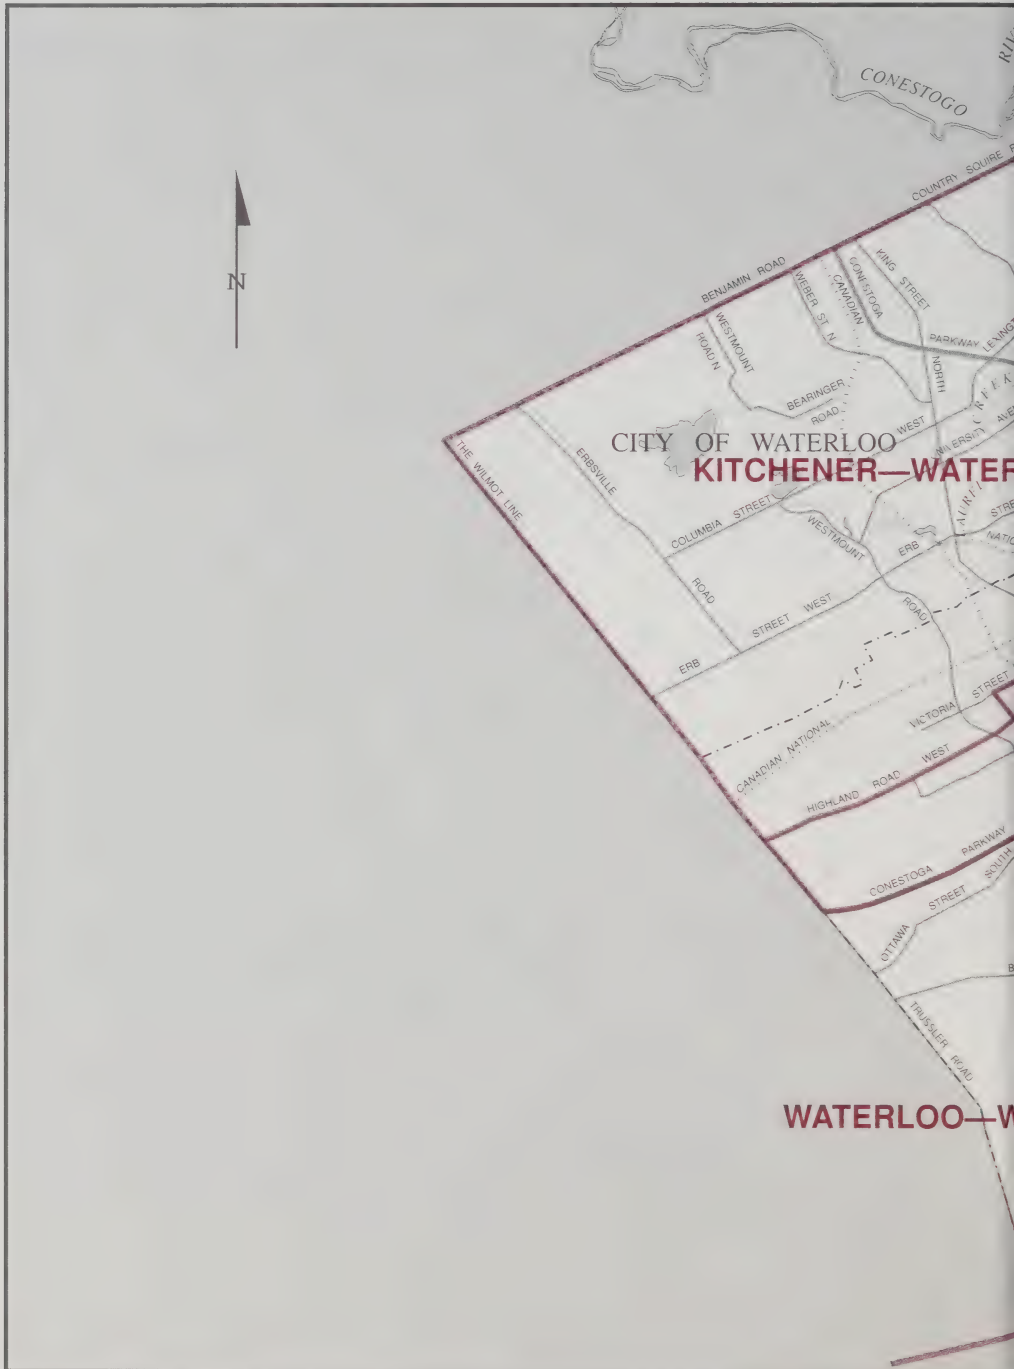 CONESTOGO
COUNTRY SQUIRE
N
BENJAMIN ROAD
KING STREET
CONESTOGA
CANADIAN
WEBER ST. N
WESTMOUNT
ROAD N
PARKWAY
NORTH
BEARINGER
ROAD
WEST
CREEK
CITY OF WATERLOO
KITCHENER—WATER
THE WILMOT LINE
ERBSVILLE
COLUMBIA STREET
WESTMOUNT
ERB
ROAD
STREET WEST
ROAD
ERB
STREET
VICTORIA
CANADIAN NATIONAL
HIGHLAND ROAD WEST
PARKWAY
CONESTOGA
SOUTH
STREET
OTTAWA
TRUSSLER ROAD
WATERLOO—W